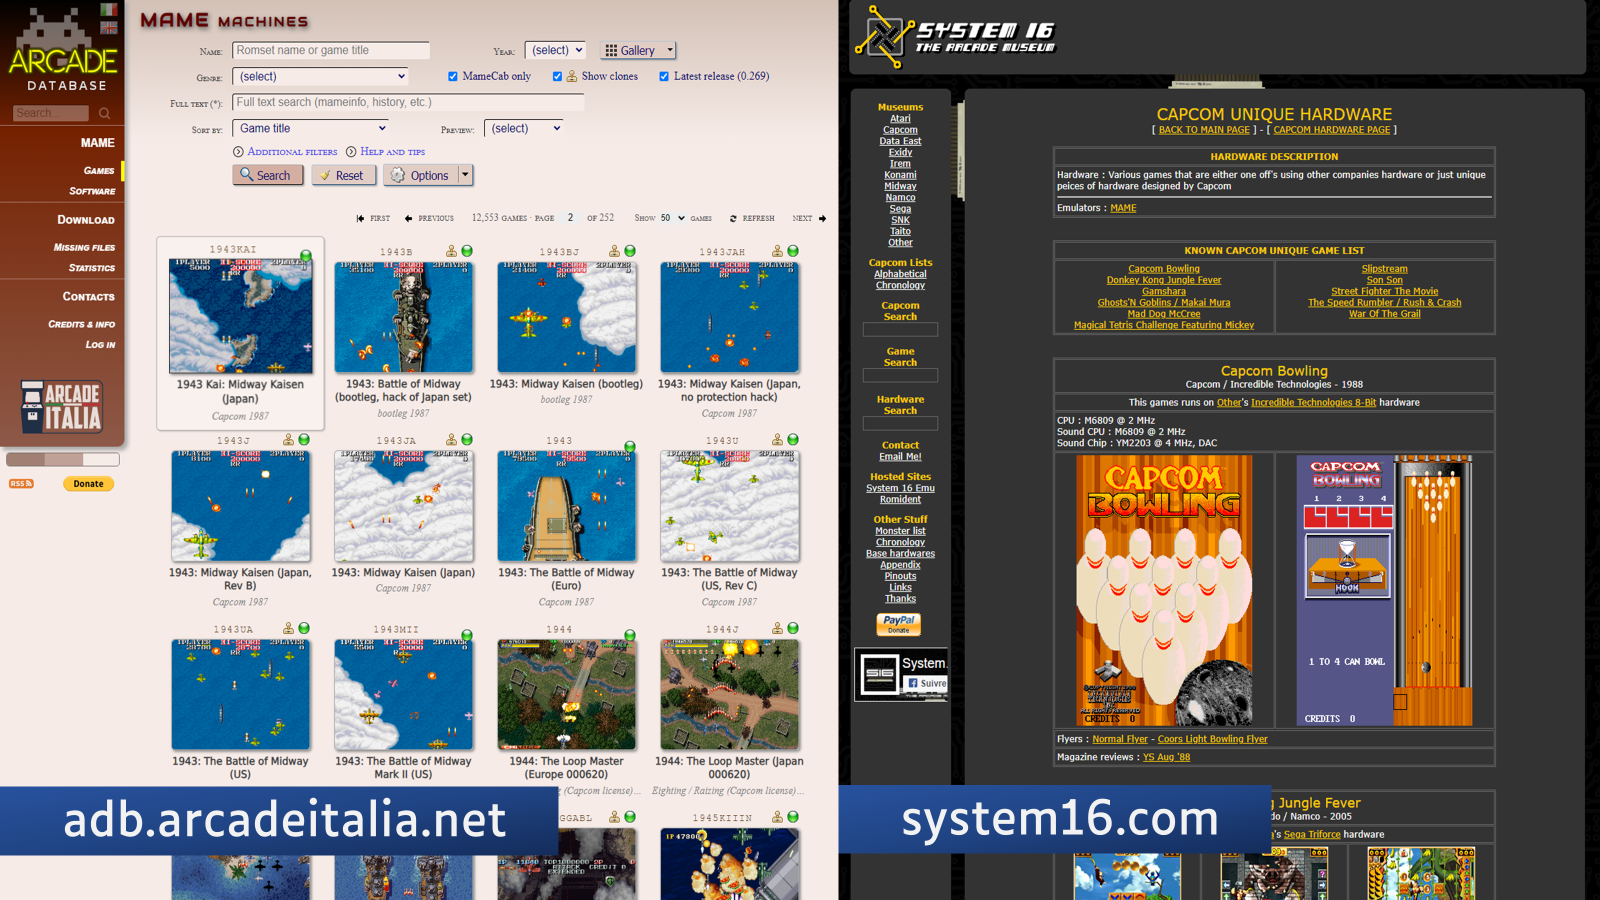 ARCADE
DATABASE
Search...
MAME
Games
Software
Download
Missing files
Statistics
Contacts
Credits & info
Log in
ARCADE
ITALIA
RSS
Donate
MAME machines
Name:
Romset name or game title
Year:
(select)
Gallery
Genre:
(select)
MameCab only
Show clones
Latest release (0.269)
Full text (*):
Full text search (mameinfo, history, etc.)
Sort by:
Game title
Preview:
(select)
Additional filters
Help and tips
Search
Reset
Options
first
previous
12,553 games · page 2 of 252
Show 50 games
refresh
next
1943KAI
1943B
1943BJ
1943JAH
1943 Kai: Midway Kaisen
(Japan)
Capcom 1987
1943: Battle of Midway
(bootleg, hack of Japan set)
bootleg 1987
1943: Midway Kaisen (bootleg)
bootleg 1987
1943: Midway Kaisen (Japan,
no protection hack)
Capcom 1987
1943J
1943JA
1943
1943U
1943: Midway Kaisen (Japan,
Rev B)
Capcom 1987
1943: Midway Kaisen (Japan)
Capcom 1987
1943: The Battle of Midway
(Euro)
Capcom 1987
1943: The Battle of Midway
(US, Rev C)
Capcom 1987
1943UA
1943MII
1944
1944J
1943: The Battle of Midway
(US)
1943: The Battle of Midway
Mark II (US)
1944: The Loop Master
(Europe 000620)
(Capcom license)...
1944: The Loop Master (Japan
000620)
Eighting / Raizing (Capcom license)...
GGABL
1945KIIIN
adb.arcadeitalia.net
SYSTEM 16
THE ARCADE MUSEUM
Museums
Atari
Capcom
Data East
Exidy
Irem
Konami
Midway
Namco
Sega
SNK
Taito
Other
Capcom Lists
Alphabetical
Chronology
Capcom
Search
Game
Search
Hardware
Search
Contact
Email Me!
Hosted Sites
System 16 Emu
Romident
Other Stuff
Monster list
Chronology
Base hardwares
Appendix
Pinouts
Links
Thanks
PayPal
Donate
System.
Suivre
CAPCOM UNIQUE HARDWARE
[ BACK TO MAIN PAGE ] - [ CAPCOM HARDWARE PAGE ]
HARDWARE DESCRIPTION
Hardware : Various games that are either one off's using other companies hardware or just unique
peices of hardware designed by Capcom
Emulators : MAME
KNOWN CAPCOM UNIQUE GAME LIST
Capcom Bowling
Donkey Kong Jungle Fever
Gamshara
Ghosts'N Goblins / Makai Mura
Mad Dog McCree
Magical Tetris Challenge Featuring Mickey
Slipstream
Son Son
Street Fighter The Movie
The Speed Rumbler / Rush & Crash
War Of The Grail
Capcom Bowling
Capcom / Incredible Technologies - 1988
This games runs on Other's Incredible Technologies 8-Bit hardware
CPU : M6809 @ 2 MHz
Sound CPU : M6809 @ 2 MHz
Sound Chip : YM2203 @ 4 MHz, DAC
CAPCOM
BOWLING
CREDITS 0
CAPCOM
BOWLING
1 2 3 4
HOOK
1 TO 4 CAN BOWL
CREDITS 0
Flyers : Normal Flyer - Coors Light Bowling Flyer
Magazine reviews : YS Aug '88
g Jungle Fever
do / Namco - 2005
's Sega Triforce hardware
system16.com